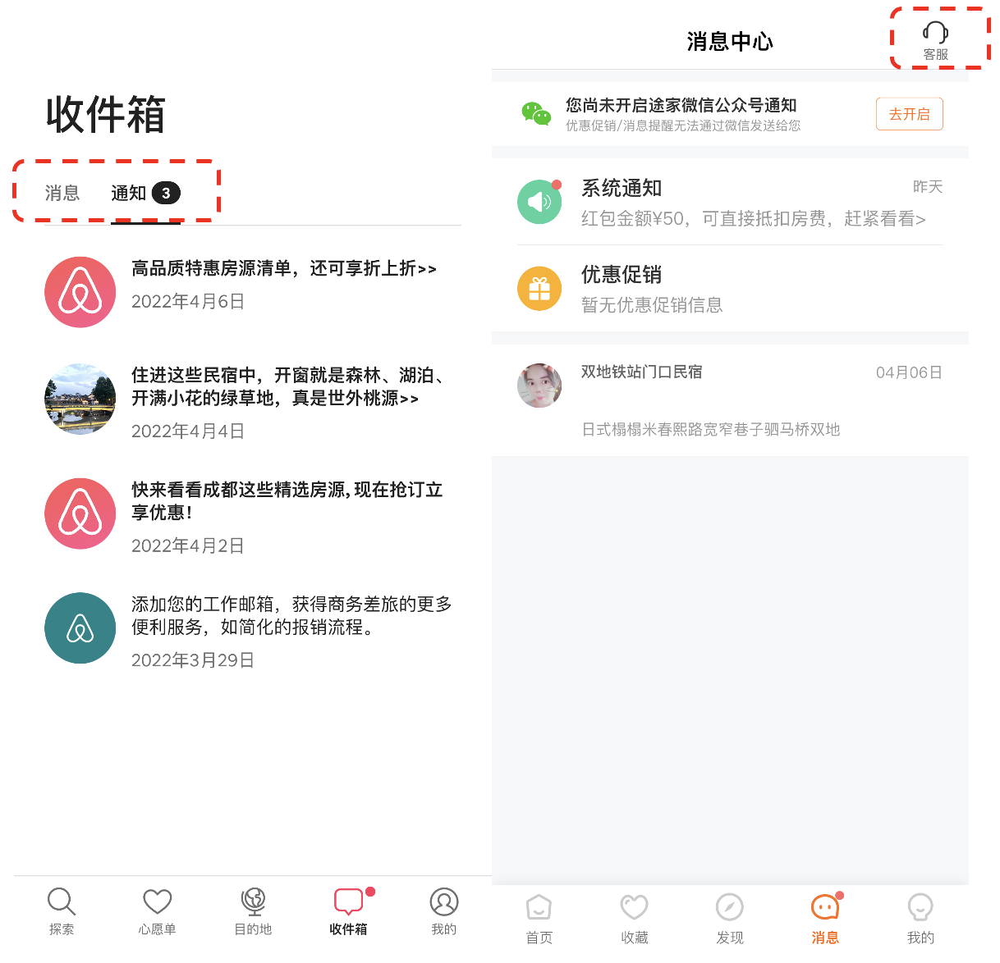 收件箱
消息 通知 3
高品质特惠房源清单，还可享折上折>>
2022年4月6日
住进这些民宿中，开窗就是森林、湖泊、
开满小花的绿草地，真是世外桃源>>
2022年4月4日
快来看看成都这些精选房源,现在抢订立
享优惠!
2022年4月2日
添加您的工作邮箱，获得商务差旅的更多
便利服务，如简化的报销流程。
2022年3月29日
探索 心愿单 目的地 收件箱 我的
消息中心
客服
您尚未开启途家微信公众号通知
优惠促销/消息提醒无法通过微信发送给您
去开启
系统通知 昨天
红包金额¥50，可直接抵扣房费，赶紧看看>
优惠促销
暂无优惠促销信息
双地铁站门口民宿 04月06日
日式榻榻米春熙路宽窄巷子驷马桥双地
首页 收藏 发现 消息 我的